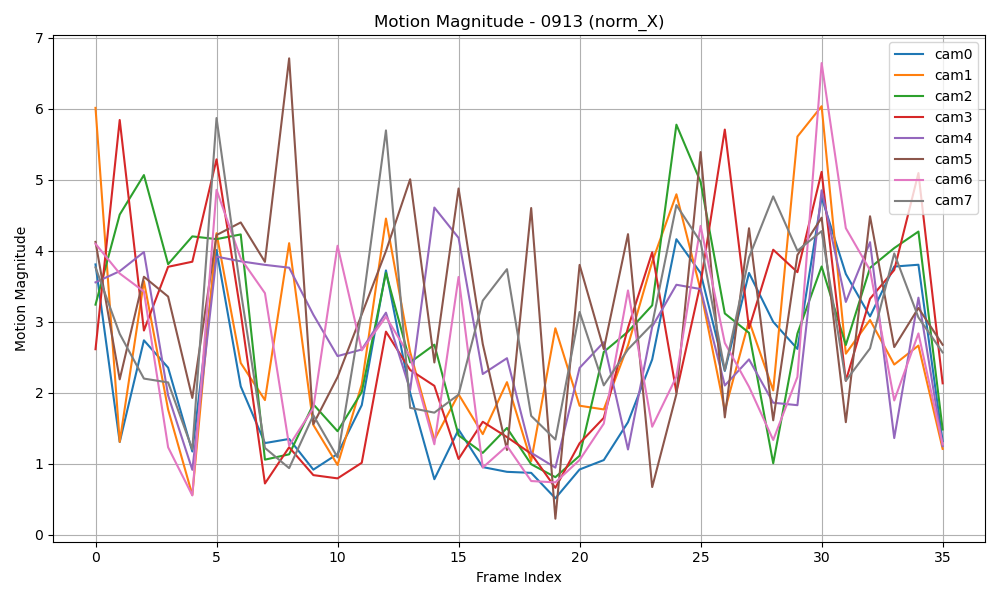 Motion Magnitude - 0913 (norm_X)
7
6
5
4
3
2
1
0
Motion Magnitude
cam0
cam1
cam2
cam3
cam4
cam5
cam6
cam7
0 5 10 15 20 25 30 35
Frame Index